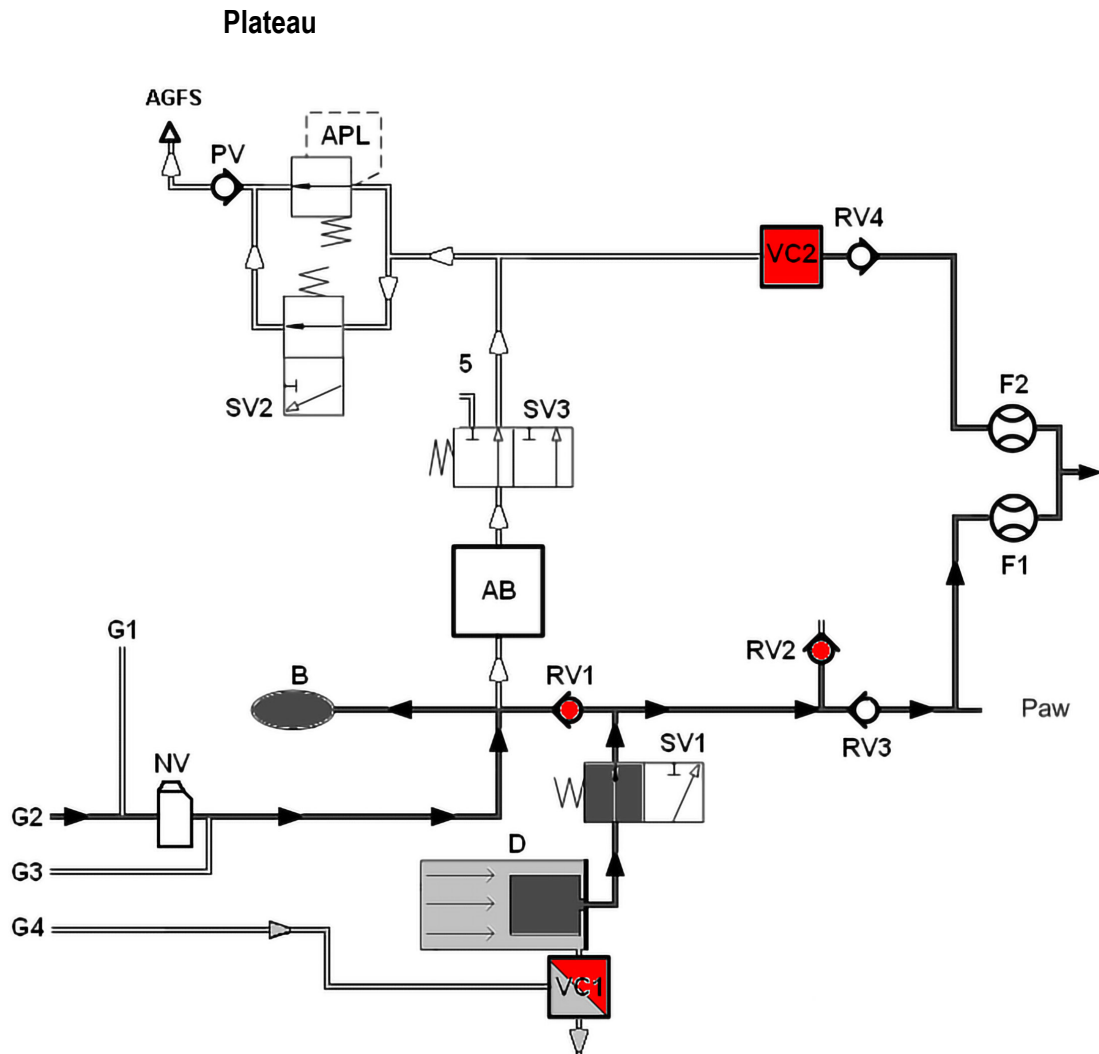 Plateau
AGFS
PV
APL
RV4
VC2
5
SV2
SV3
F2
AB
F1
G1
B
RV1
RV2
Paw
NV
SV1
RV3
G2
D
G3
G4
VC1